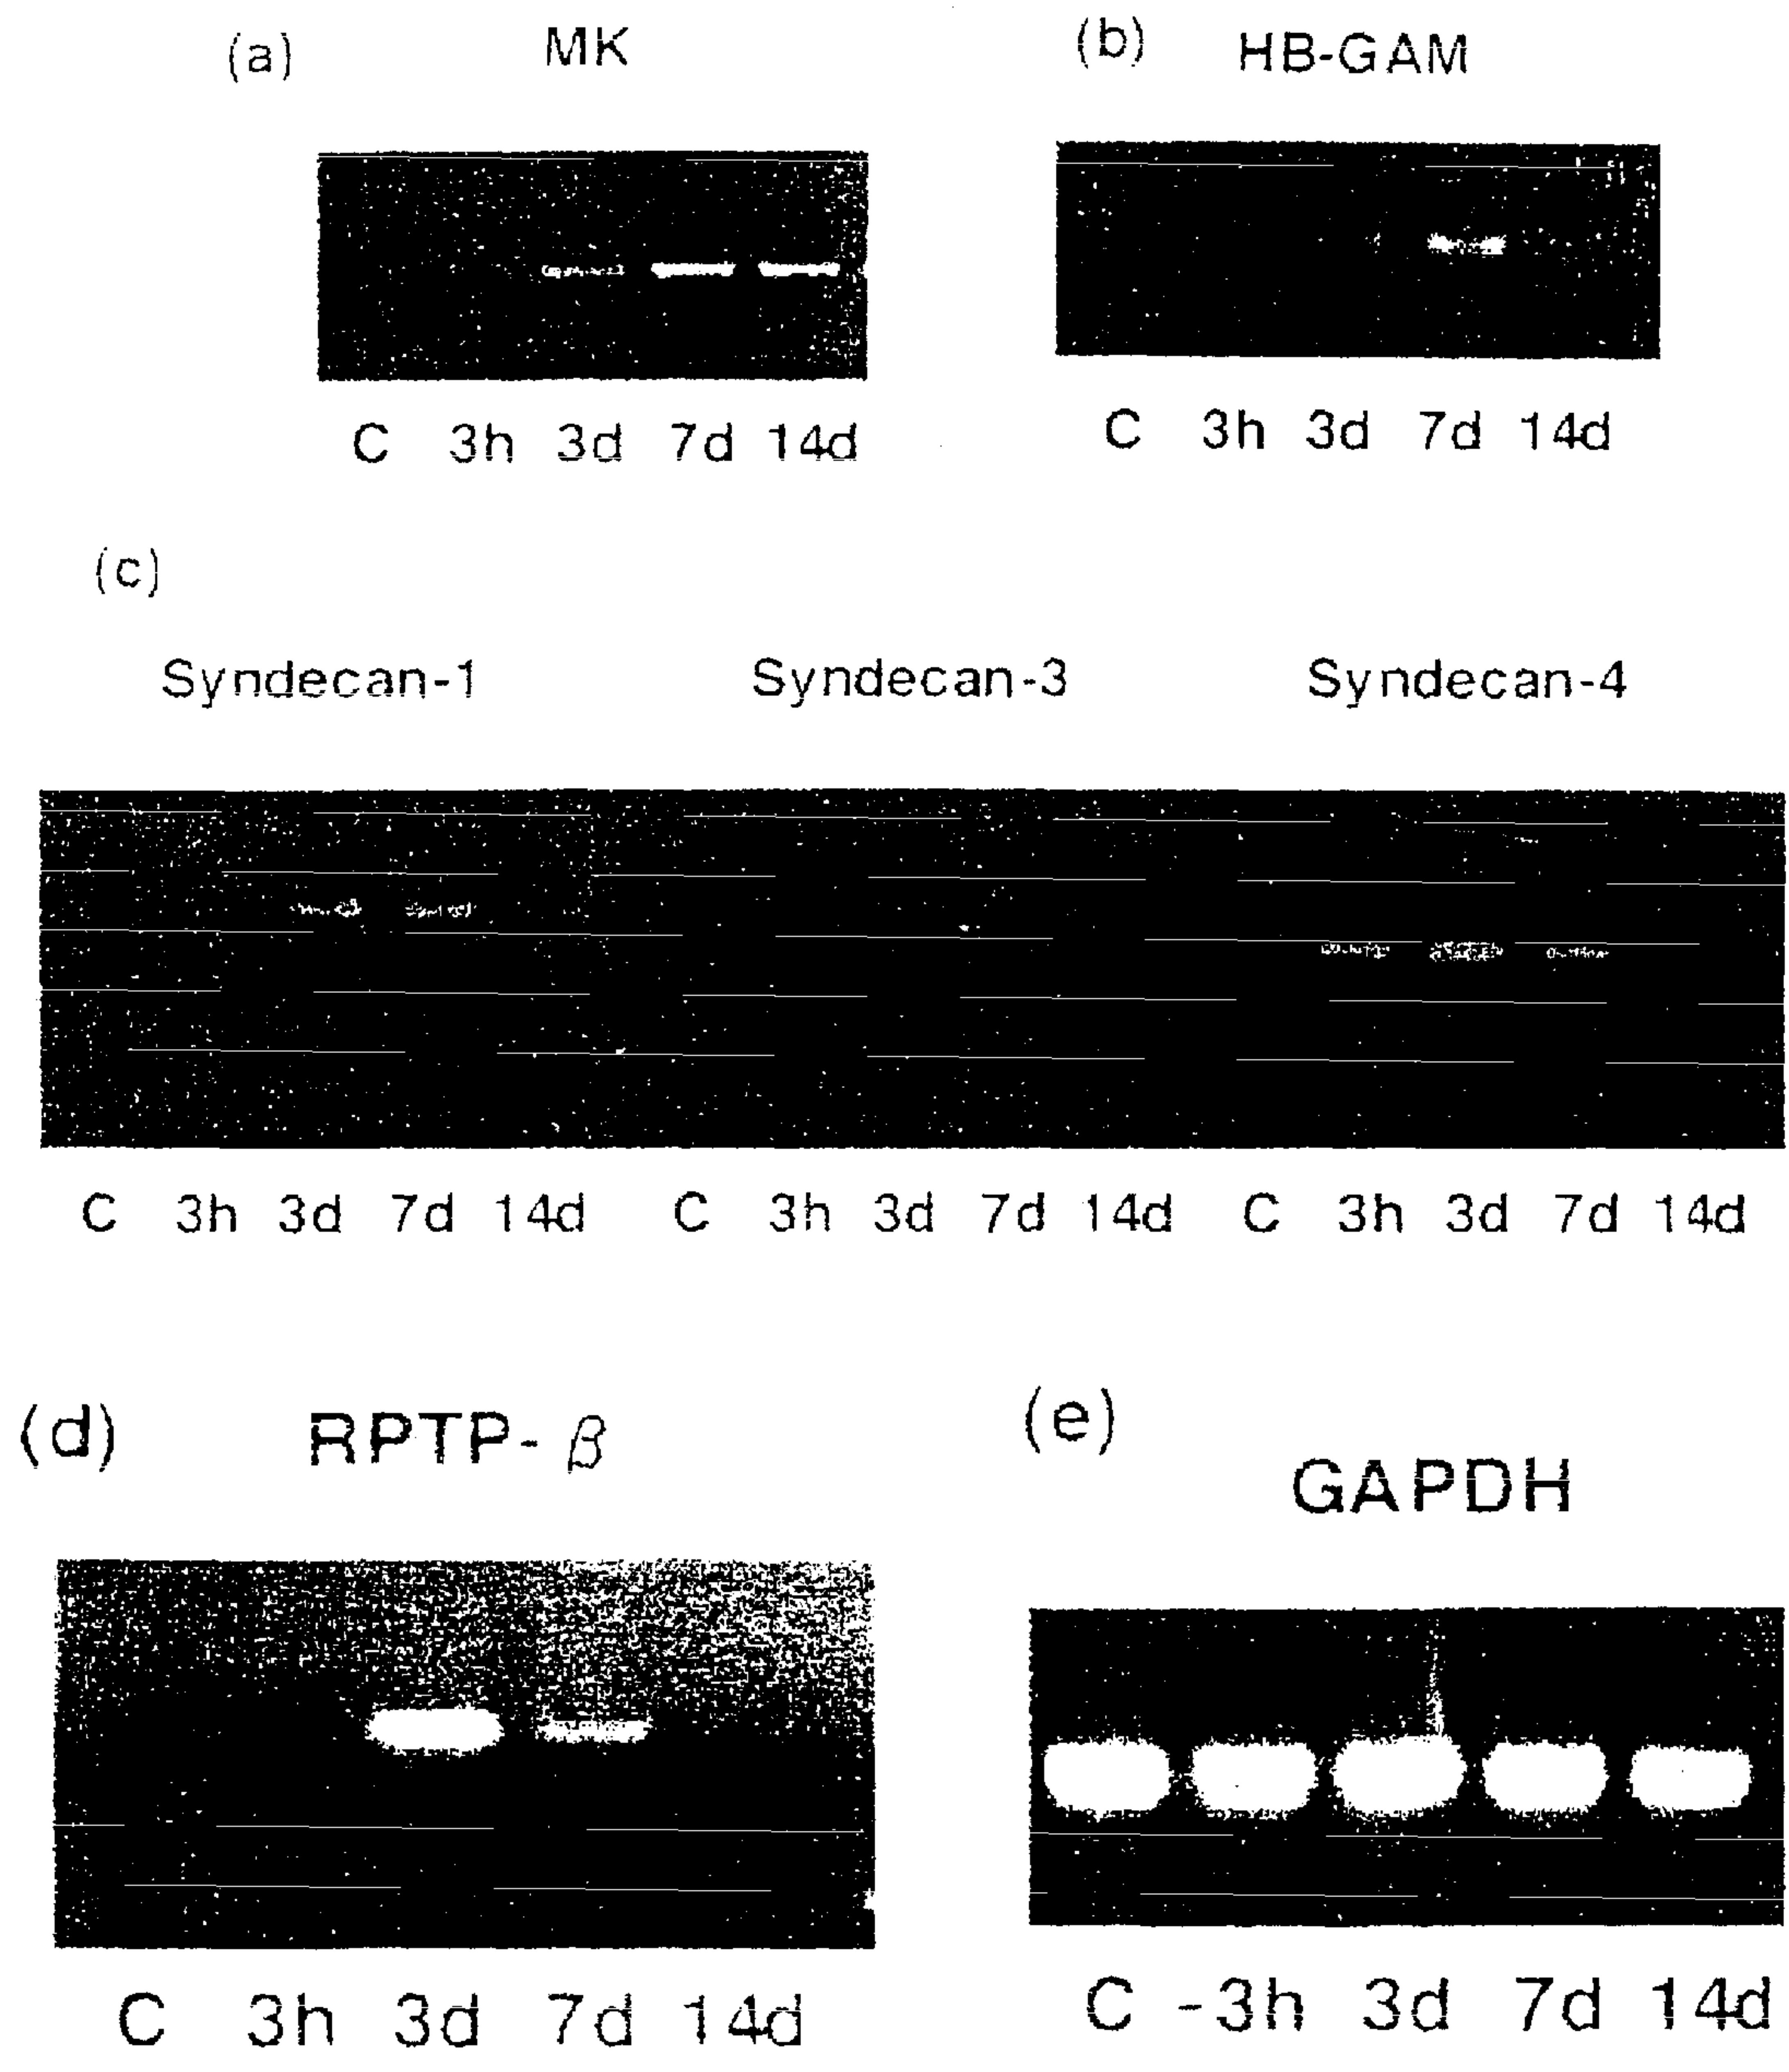 (a) MK
(b) HB-GAM
C 3h 3d 7d 14d
C 3h 3d 7d 14d
(c)
Syndecan-1 Syndecan-3 Syndecan-4
C 3h 3d 7d 14d C 3h 3d 7d 14d C 3h 3d 7d 14d
(d) RPTP-β
(e)
GAPDH
C 3h 3d 7d 14d
C -3h 3d 7d 14d